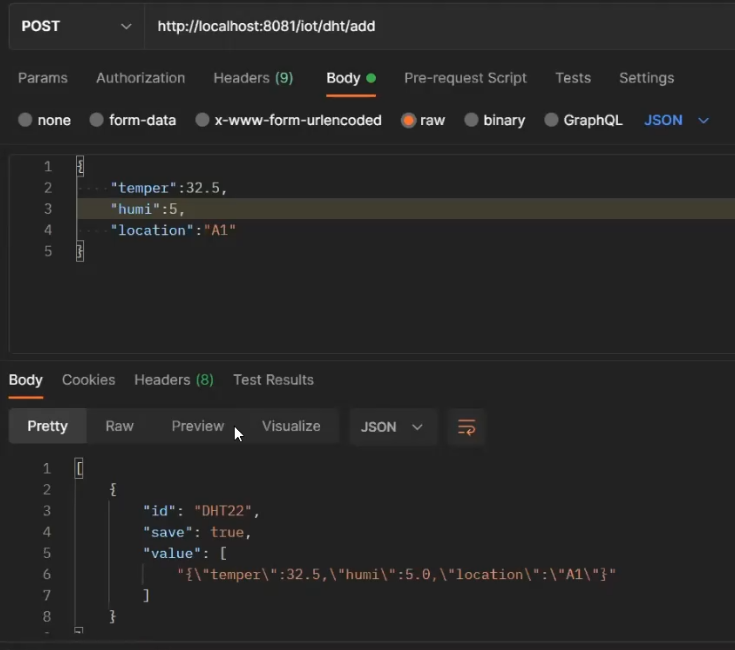 POST http://localhost:8081/iot/dht/add
Params Authorization Headers (9) Body Pre-request Script Tests Settings
none form-data x-www-form-urlencoded raw binary GraphQL JSON
1 {
2 "temper":32.5,
3 "humi":5,
4 "location":"A1"
5 }
Body Cookies Headers (8) Test Results
Pretty Raw Preview Visualize JSON
1 [
2 {
3 "id": "DHT22",
4 "save": true,
5 "value": [
6 "{\"temper\":32.5,\"humi\":5.0,\"location\":\"A1\"}"
7 ]
8 }